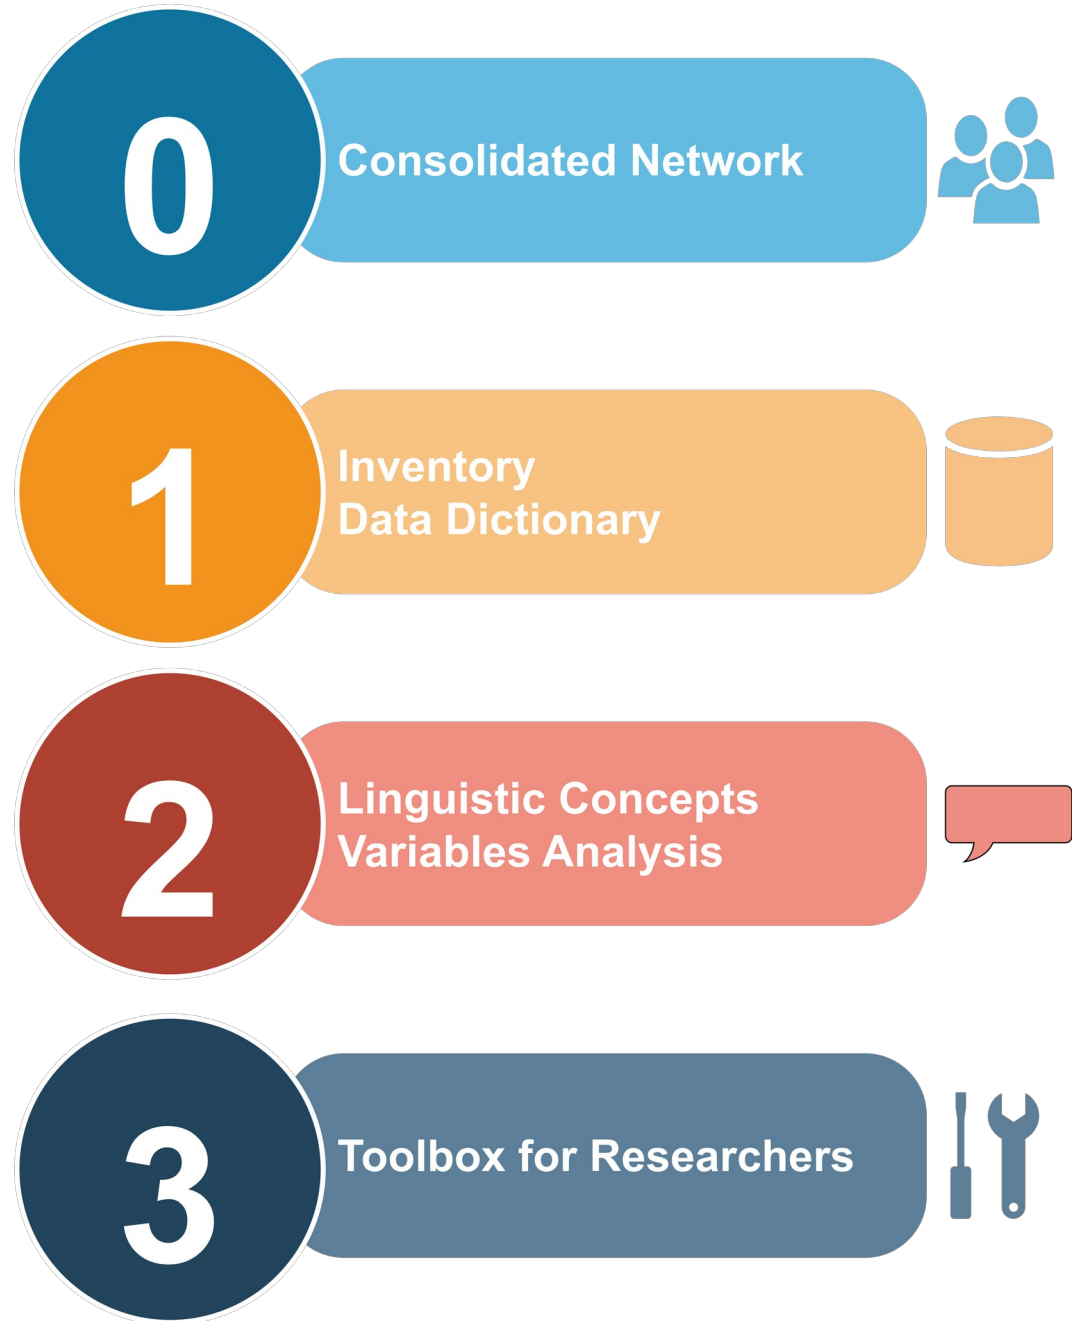 0
Consolidated Network
1
Inventory
Data Dictionary
2
Linguistic Concepts
Variables Analysis
3
Toolbox for Researchers